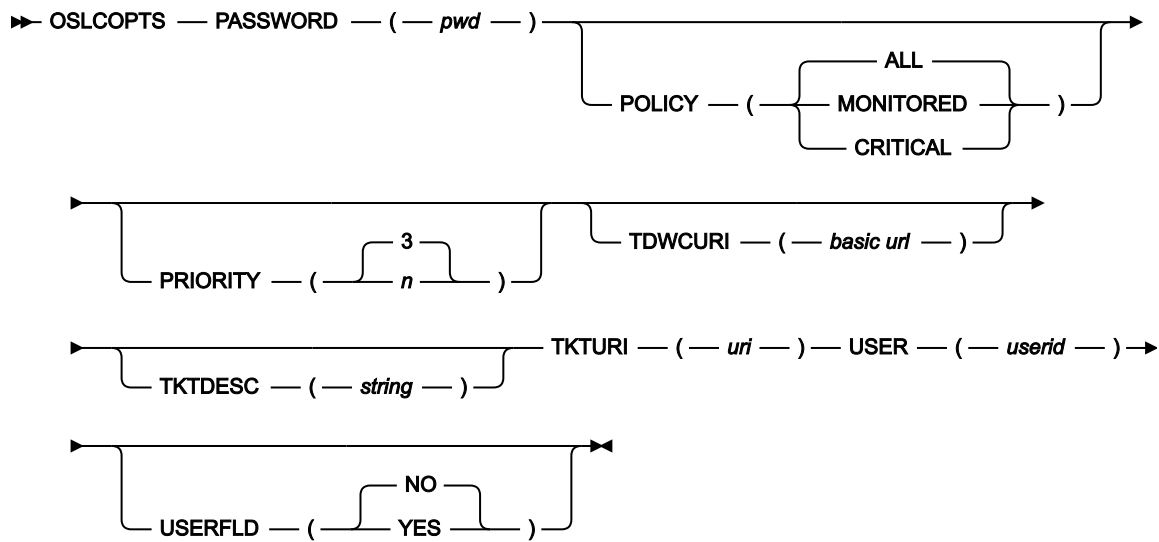 OSLCOPTS PASSWORD ( pwd )
ALL
POLICY ( MONITORED )
CRITICAL
3
PRIORITY ( n )
TDWCURI ( basic url )
TKTURI ( uri ) USER ( userid )
TKTDESC ( string )
NO
USERFLD ( YES )